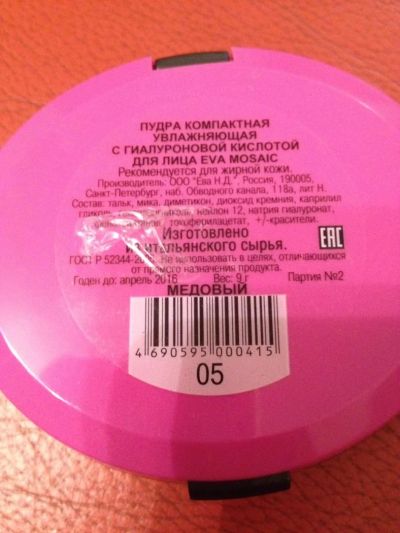 ПУДРА КОМПАКТНАЯ
УВЛАЖНЯЮЩАЯ
С ГИАЛУРОНОВОЙ КИСЛОТОЙ
ДЛЯ ЛИЦА EVA MOSAIC
Рекомендуется для жирной кожи.
Производитель: ООО "Ева Н.Д.", Россия, 190005,
Санкт-Петербург, наб. Обводного канала, 118а, лит Н.
Состав: тальк, мика, диметикон, диоксид кремния, каприлил
гликоль, нейлон 12, натрия гиалуронат,
токоферилацетат, +/-красители.
Изготовлено
из итальянского сырья.
EAC
ГОСТ Р 52344-20 Не использовать в целях, отличающихся
от прямого назначения продукта.
Годен до: апрель 2016 Вес: 9 г Партия №2
МЕДОВЫЙ
4 690595 000415
05